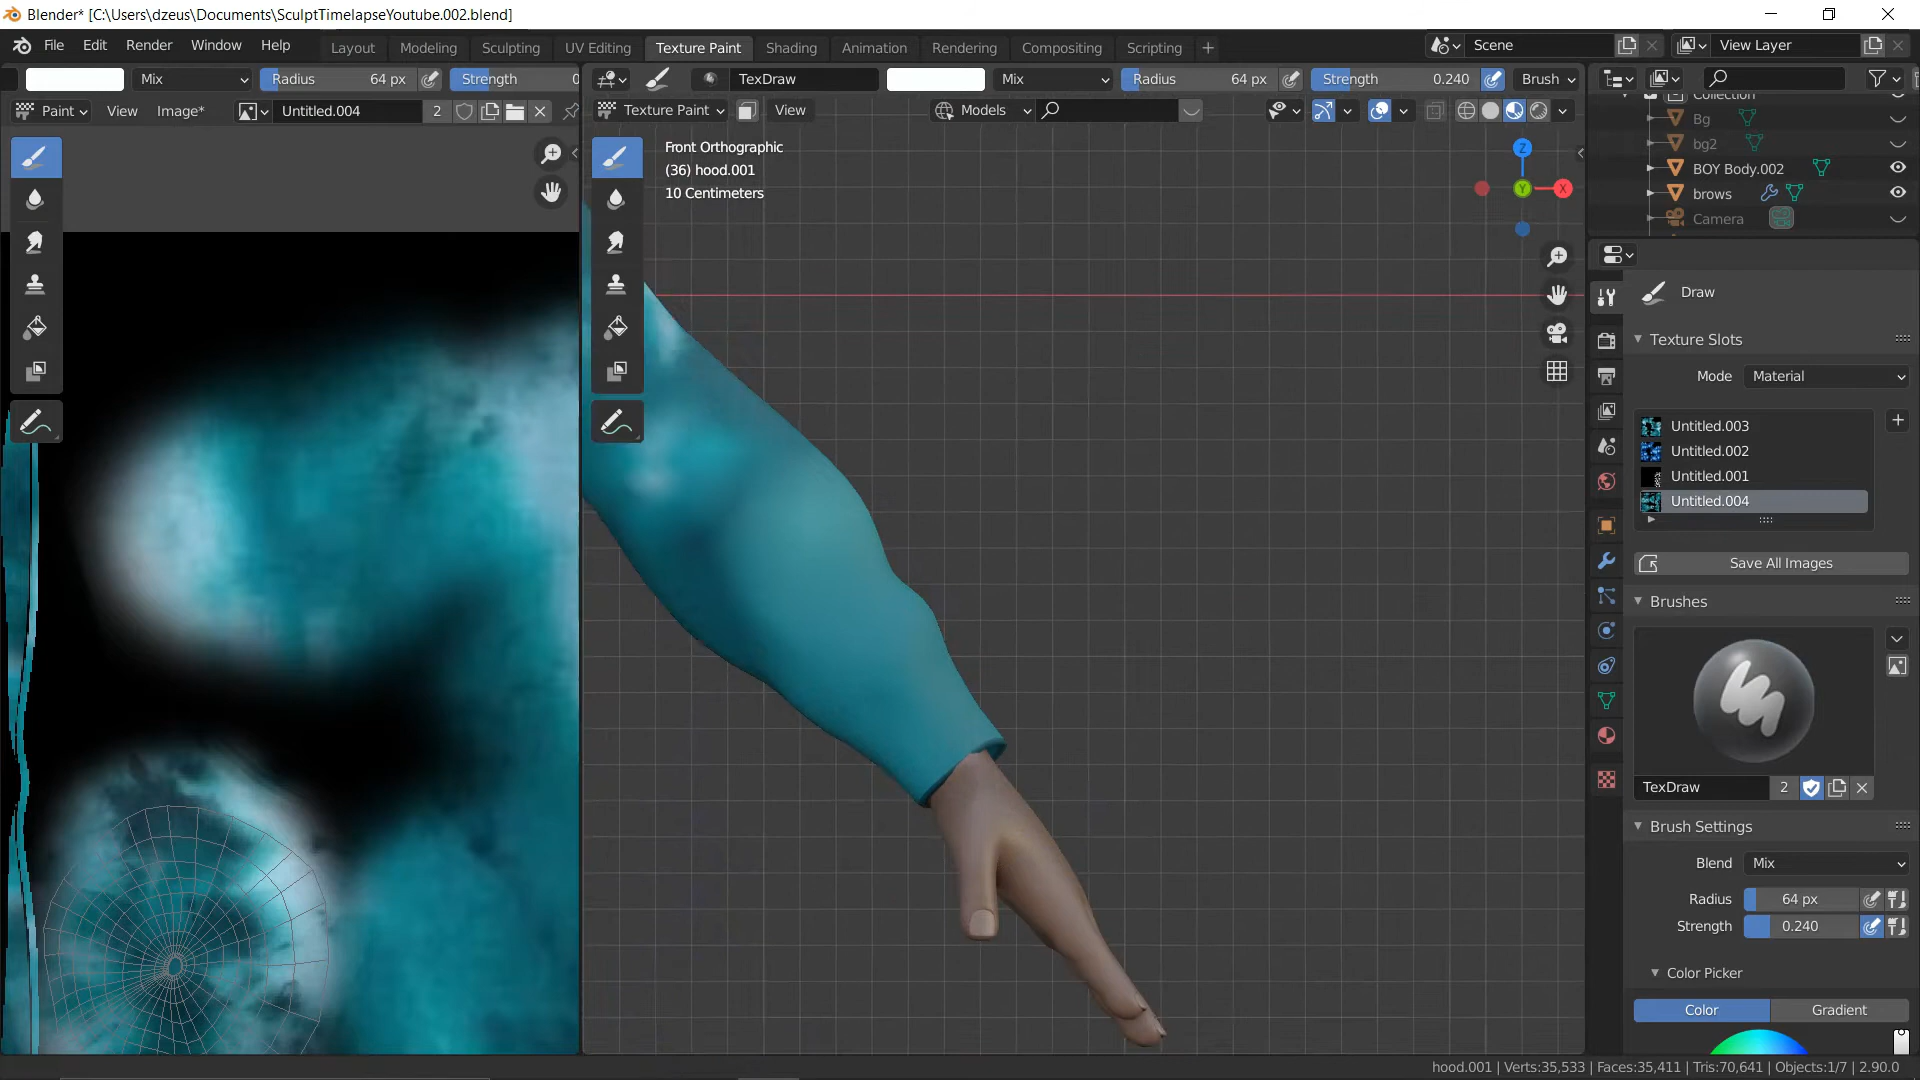 Blender* [C:\Users\dzeus\Documents\SculptTimelapseYoutube.002.blend]
File Edit Render Window Help Layout Modeling Sculpting UV Editing Texture Paint Shading Animation Rendering Compositing Scripting + Scene View Layer
Mix Radius 64 px Strength 0 TexDraw Mix Radius 64 px Strength 0.240 Brush
Paint View Image* Untitled.004 2 Texture Paint View Models
Front Orthographic
(36) hood.001
10 Centimeters
Z
Y
X
Collection
Bg
bg2
BOY Body.002
brows
Camera
Draw
Texture Slots
Mode Material
Untitled.003
Untitled.002
Untitled.001
Untitled.004
Save All Images
Brushes
TexDraw 2
Brush Settings
Blend Mix
Radius 64 px
Strength 0.240
Color Picker
Color Gradient
hood.001 | Verts:35,533 | Faces:35,411 | Tris:70,641 | Objects:1/7 | 2.90.0